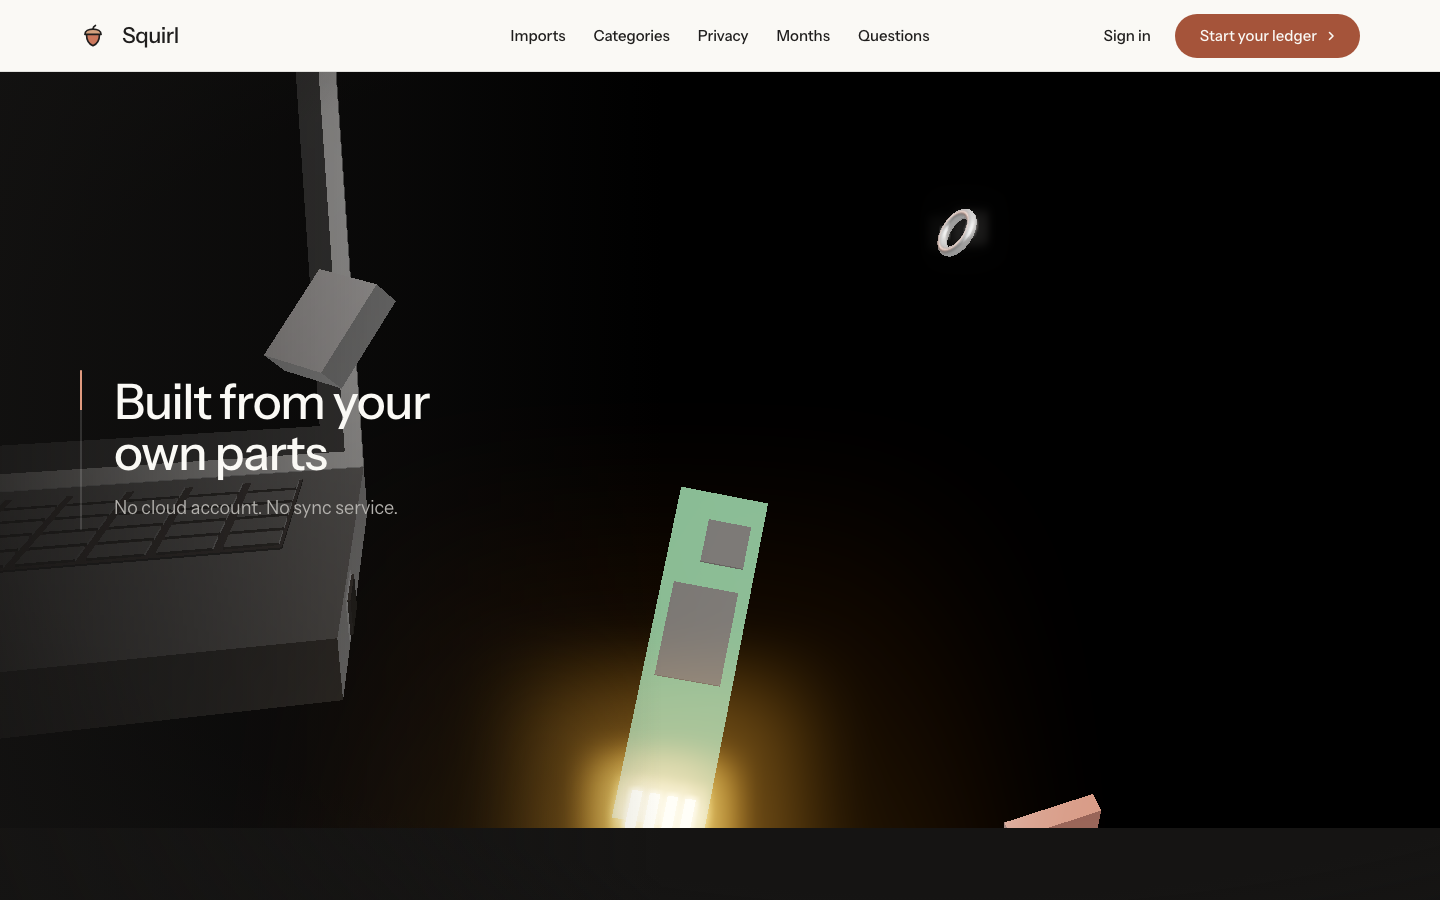 Squirl
Imports
Categories
Privacy
Months
Questions
Sign in
Start your ledger
Built from your
own parts
No cloud account. No sync service.